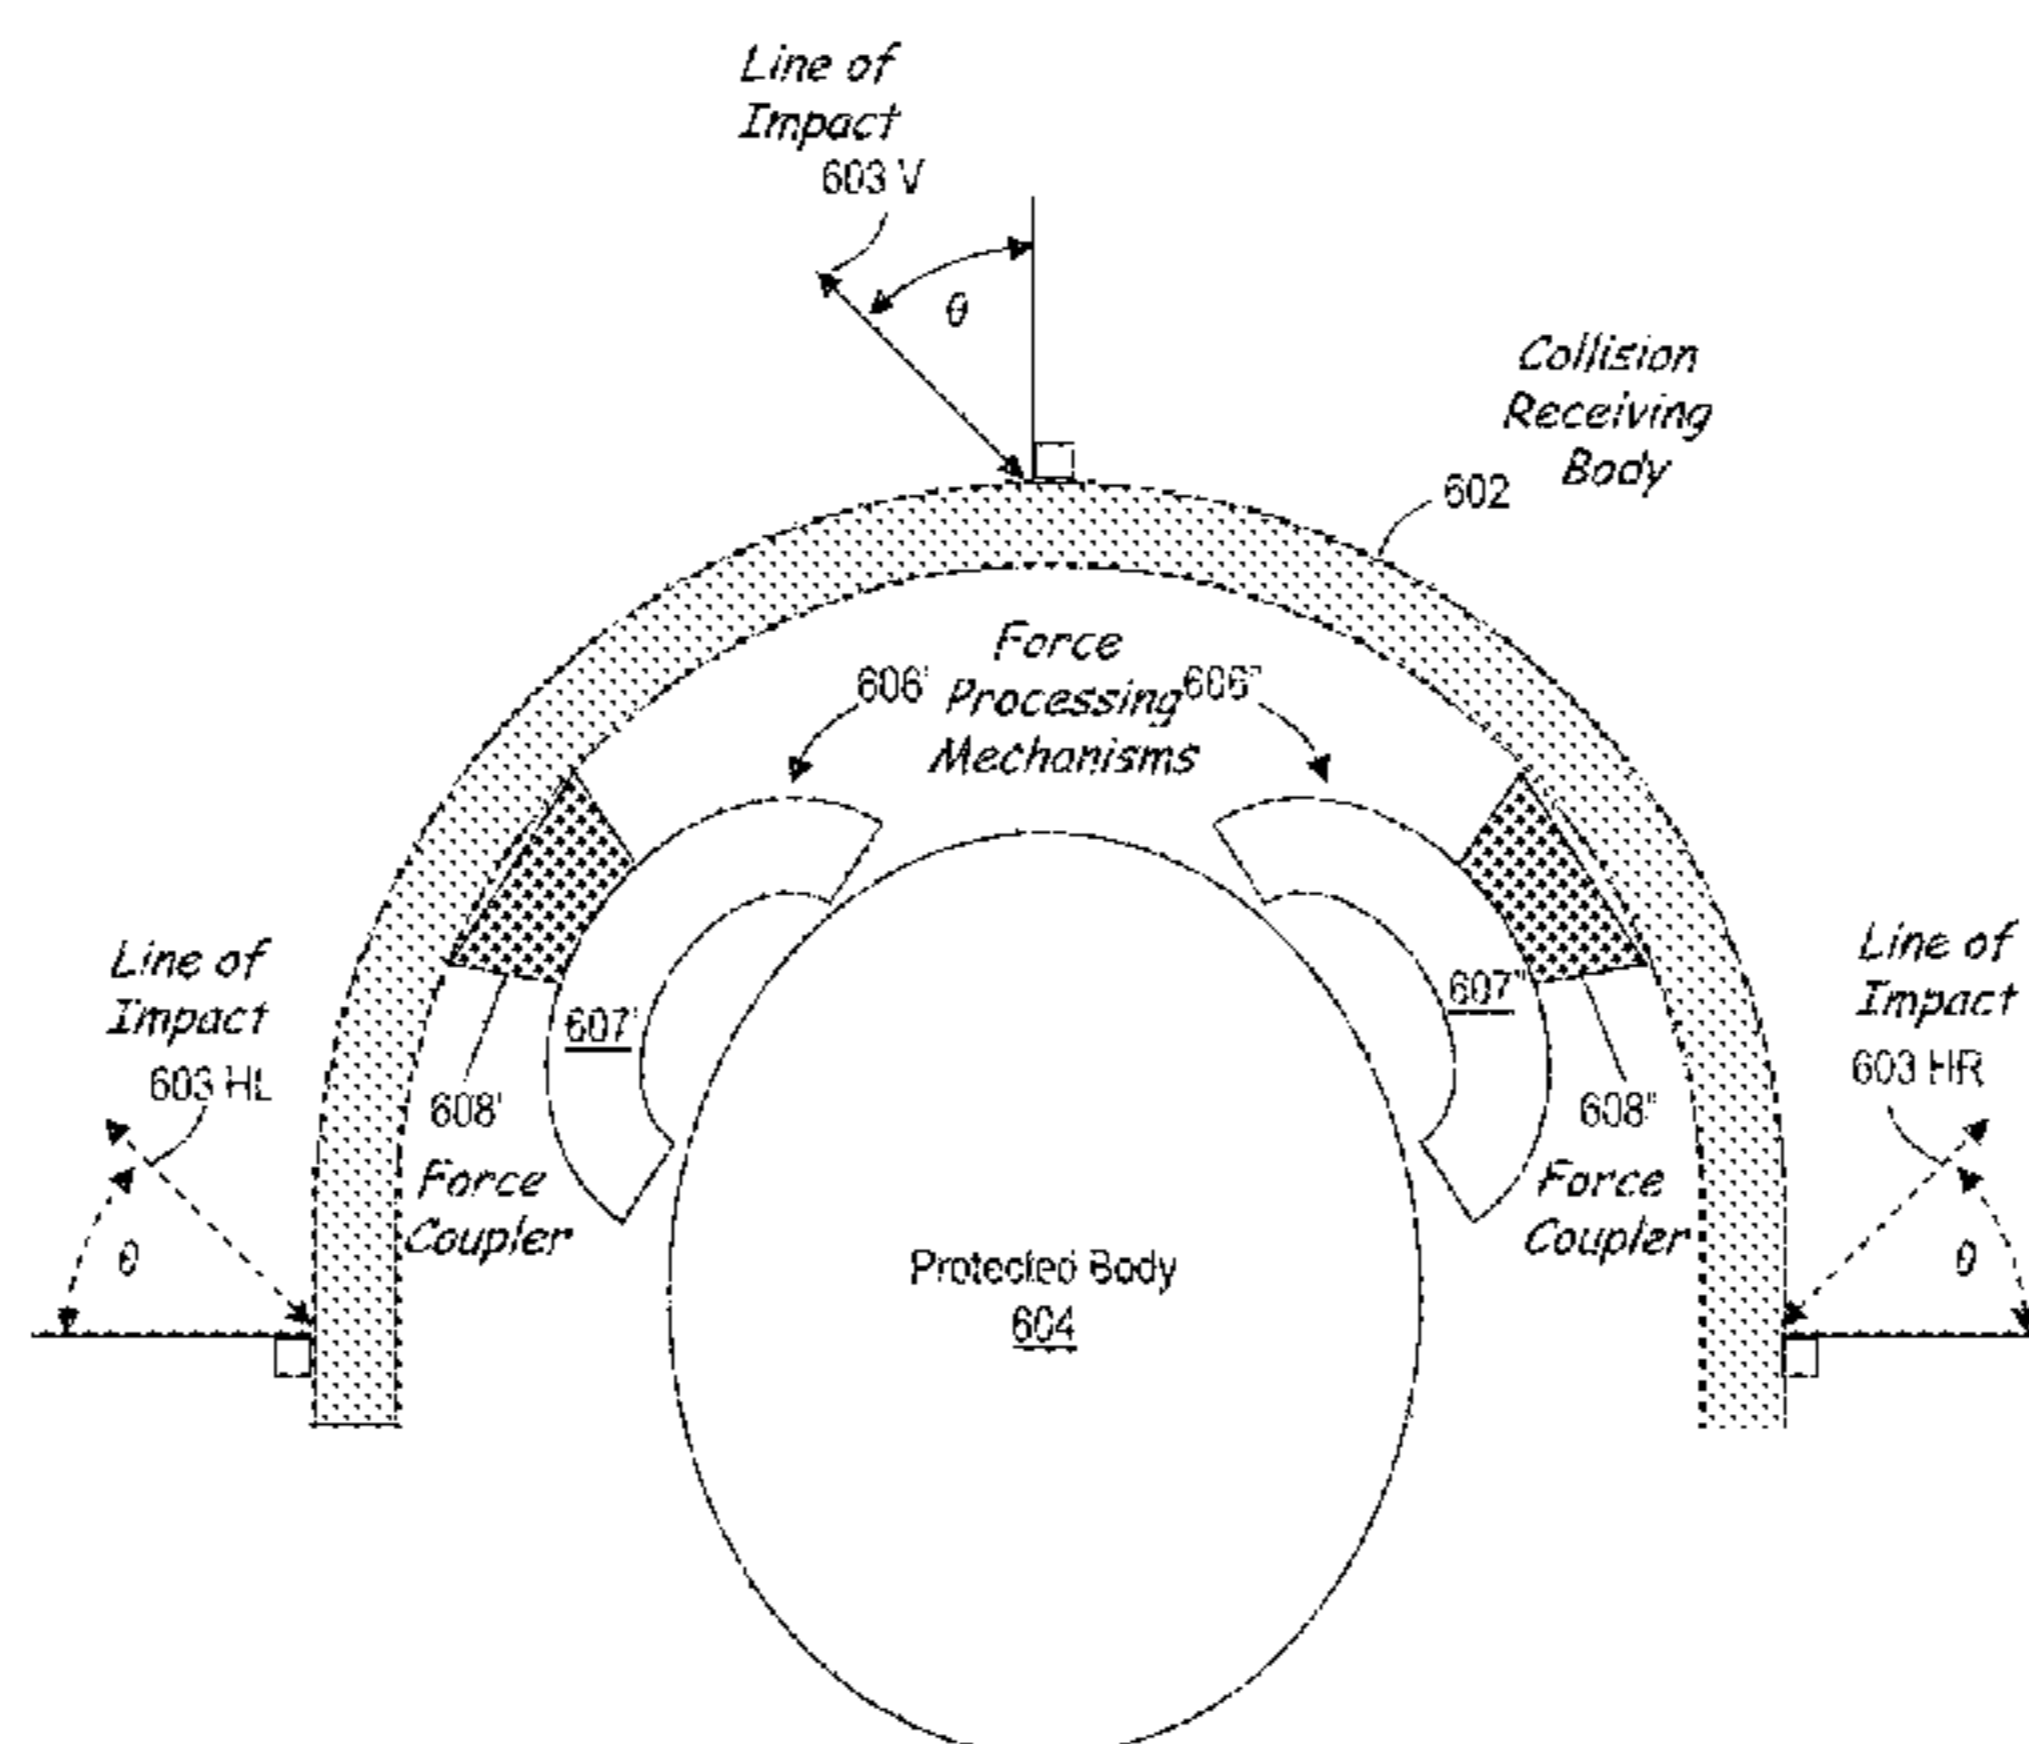 Line of
Impact
603 V
θ
Collision
Receiving
Body
602
Force
606' Processing 606"
Mechanisms
Line of
Impact
603 HL
θ
607'
608'
Force
Coupler
607"
608"
Force
Coupler
Line of
Impact
603 HR
θ
Protected Body
604